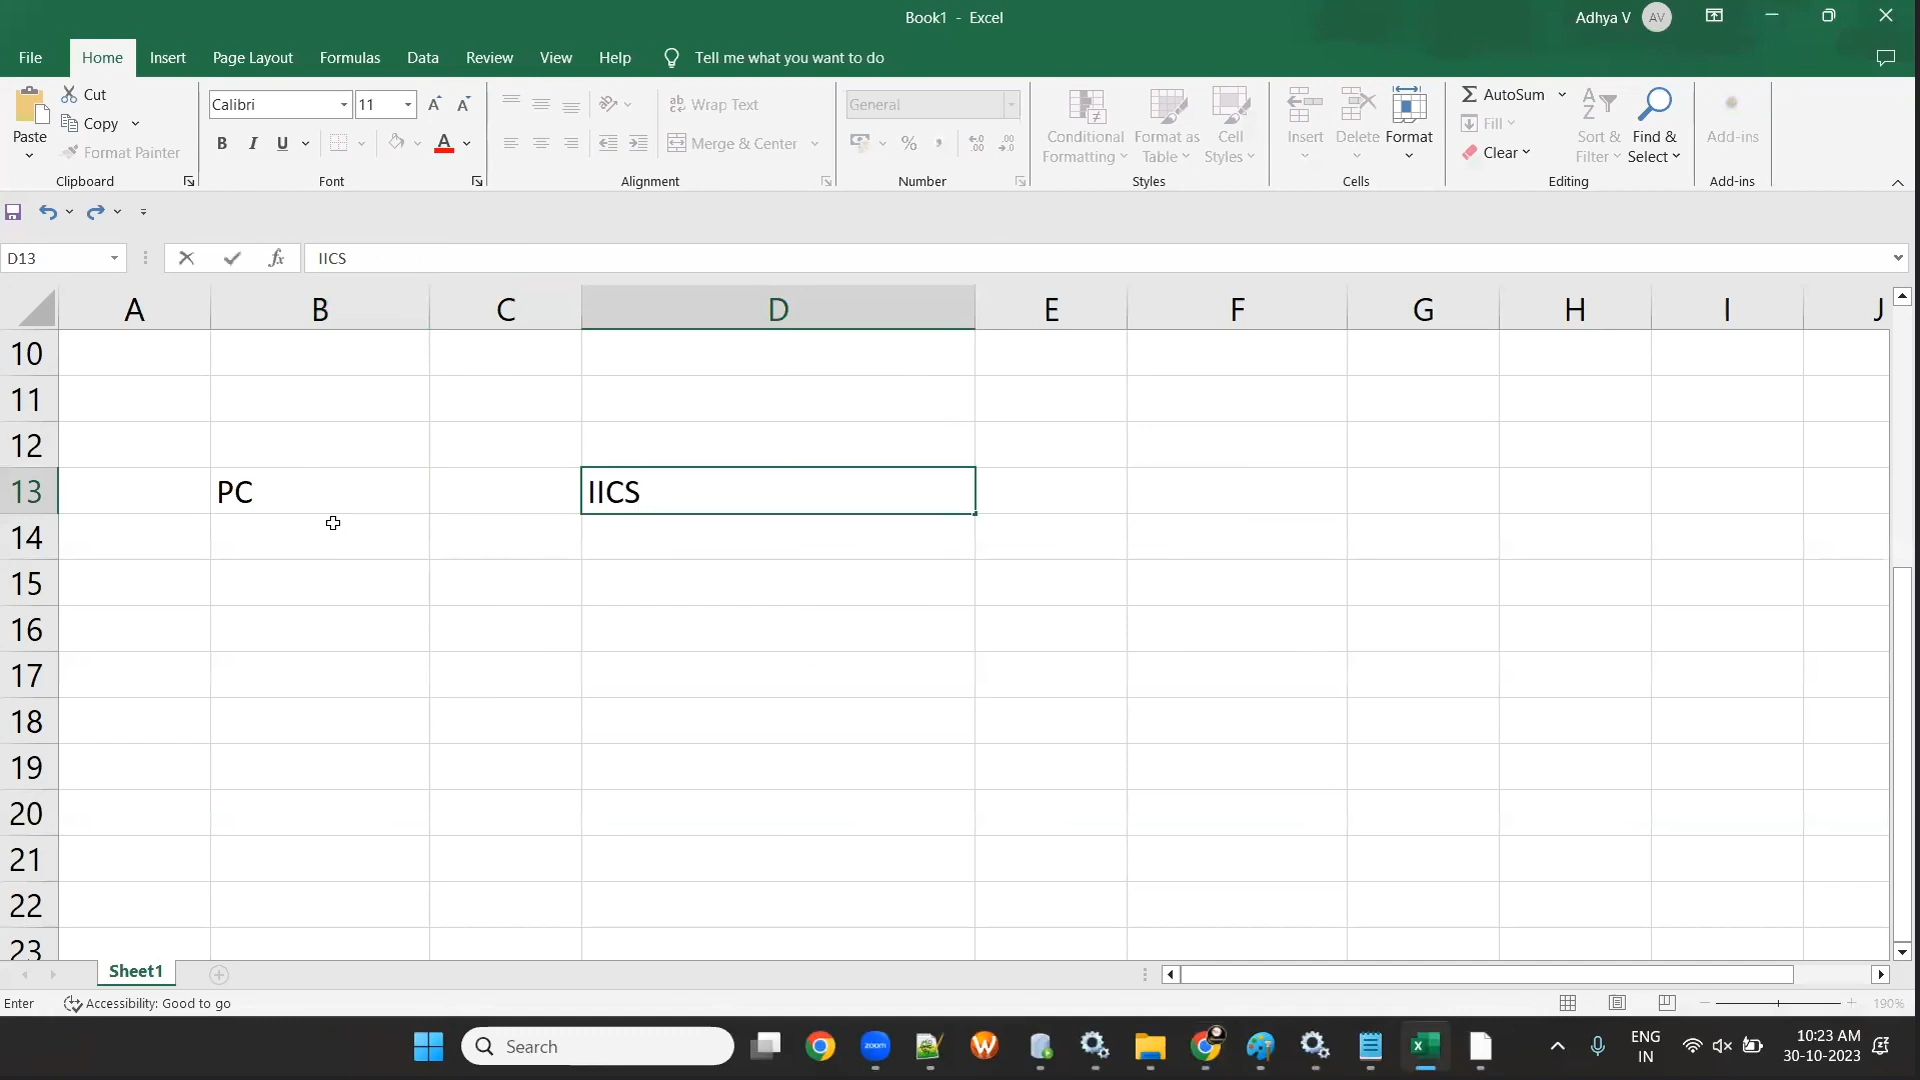 Book1 - Excel
Adhya V AV
File Home Insert Page Layout Formulas Data Review View Help Tell me what you want to do
Paste
Cut
Copy
Format Painter
Clipboard
Calibri 11
B I U A
Font
ab Wrap Text
Merge & Center
Alignment
General
% ,
Number
Conditional Formatting
Format as Table
Cell Styles
Styles
Insert Delete Format
Cells
AutoSum
Fill
Clear
Sort & Filter
Find & Select
Editing
Add-ins
Add-ins
D13 fx IICS
A B C D E F G H I J
10
11
12
13 PC IICS
14
15
16
17
18
19
20
21
22
23
Sheet1
Enter Accessibility: Good to go 190%
Search zoom
ENG
IN
10:23 AM
30-10-2023